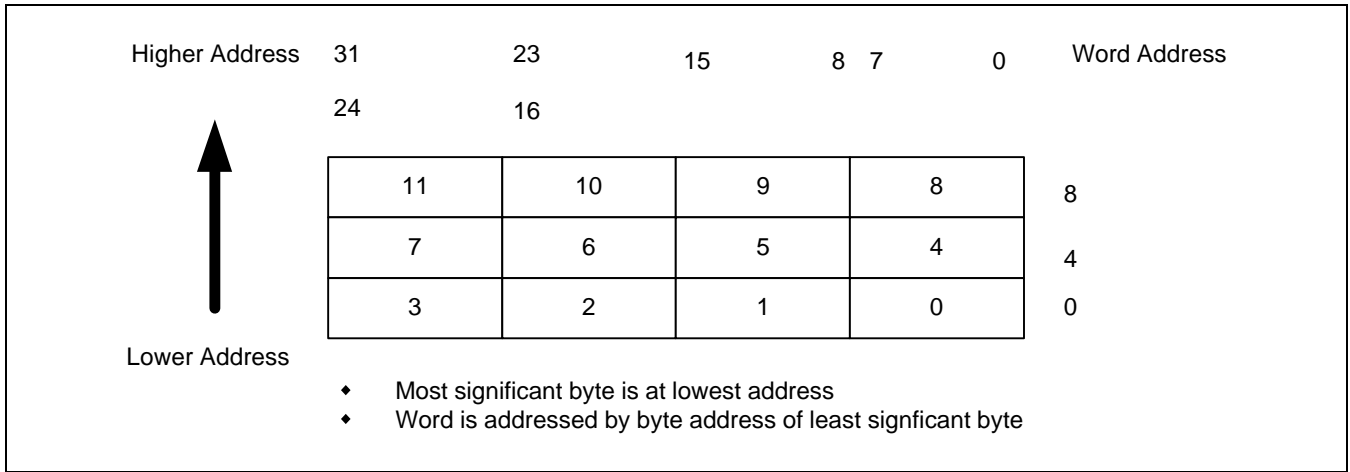 Higher Address 31 23 15 8 7 0 Word Address
24 16
11 10 9 8 8
7 6 5 4 4
3 2 1 0 0
Lower Address
◆ Most significant byte is at lowest address
◆ Word is addressed by byte address of least signficant byte